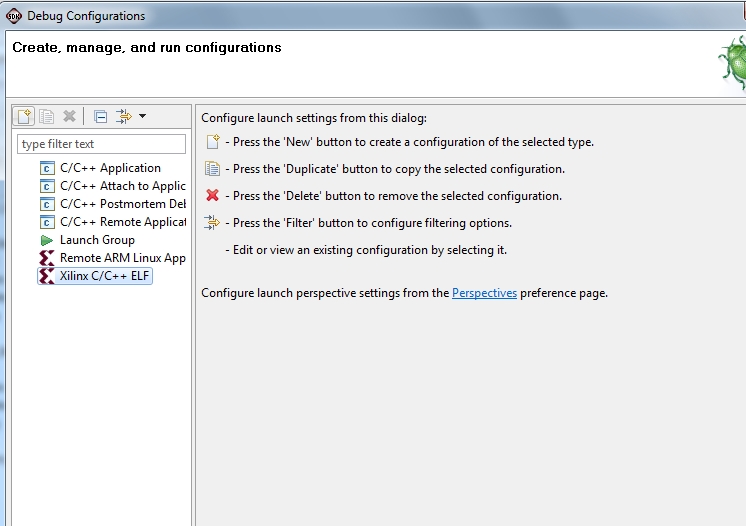 SDK Debug Configurations
Create, manage, and run configurations
type filter text
C/C++ Application
C/C++ Attach to Applic
C/C++ Postmortem Del
C/C++ Remote Applicat
Launch Group
Remote ARM Linux App
Xilinx C/C++ ELF
Configure launch settings from this dialog:
- Press the 'New' button to create a configuration of the selected type.
- Press the 'Duplicate' button to copy the selected configuration.
- Press the 'Delete' button to remove the selected configuration.
- Press the 'Filter' button to configure filtering options.
- Edit or view an existing configuration by selecting it.
Configure launch perspective settings from the Perspectives preference page.